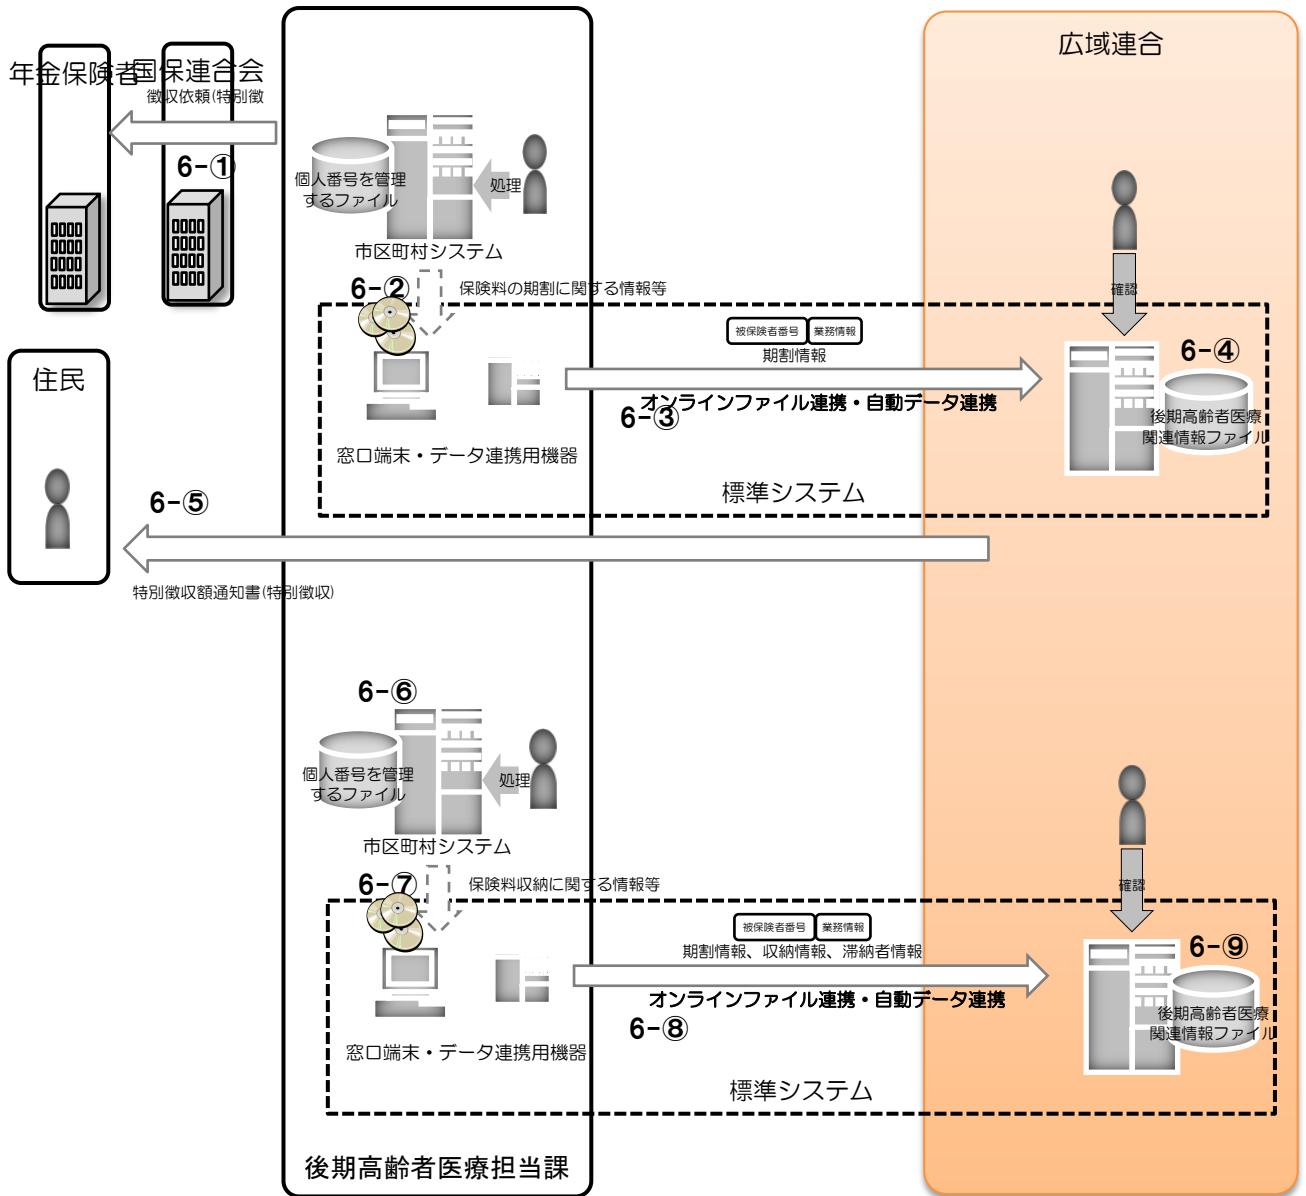 広域連合
年金保険者
国保連合会
徴収依頼(特別徴
6-①
個人番号を管理
するファイル
処理
市区町村システム
6-②
保険料の期割に関する情報等
確認
被保険者番号
業務情報
期割情報
オンラインファイル連携・自動データ連携
6-③
6-④
後期高齢者医療
関連情報ファイル
窓口端末・データ連携用機器
標準システム
住民
6-⑤
特別徴収額通知書(特別徴収)
6-⑥
個人番号を管理
するファイル
処理
市区町村システム
6-⑦
保険料収納に関する情報等
確認
被保険者番号
業務情報
期割情報、収納情報、滞納者情報
オンラインファイル連携・自動データ連携
6-⑧
6-⑨
後期高齢者医療
関連情報ファイル
窓口端末・データ連携用機器
標準システム
後期高齢者医療担当課